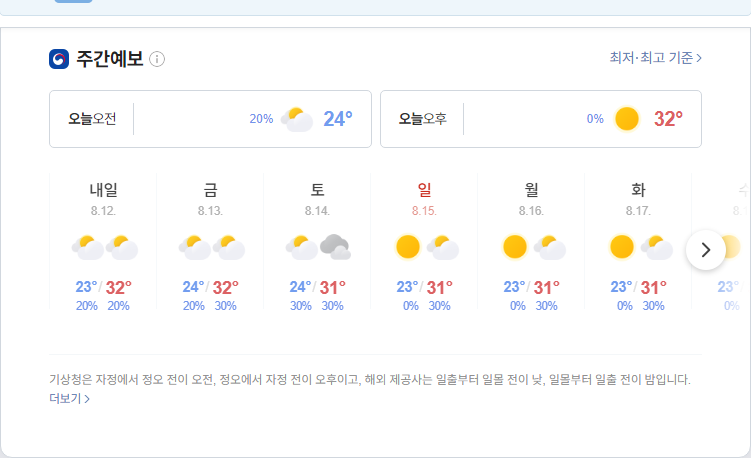 주간예보
최저·최고 기준
오늘오전 20% 24°
오늘오후 0% 32°
내일 금 토 일 월 화 수
8.12. 8.13. 8.14. 8.15. 8.16. 8.17. 8.
23°/32° 24°/32° 24°/31° 23°/31° 23°/31° 23°/31° 23°
20% 20% 20% 30% 30% 30% 0% 30% 0% 30% 0% 30% 0%
기상청은 자정에서 정오 전이 오전, 정오에서 자정 전이 오후이고, 해외 제공사는 일출부터 일몰 전이 낮, 일몰부터 일출 전이 밤입니다.
더보기